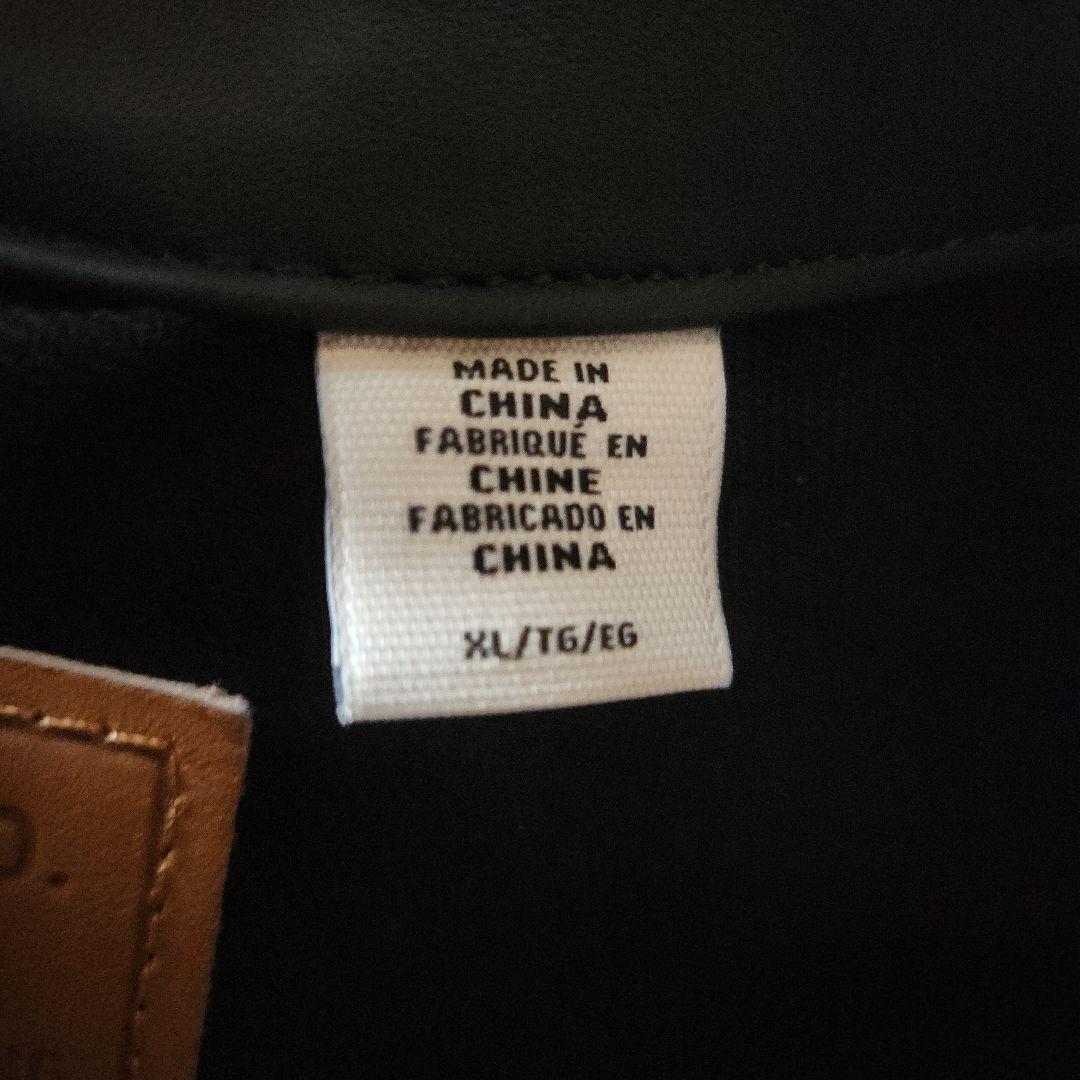 MADE IN
CHINA
FABRIQUÉ EN
CHINE
FABRICADO EN
CHINA
XL/TG/EG